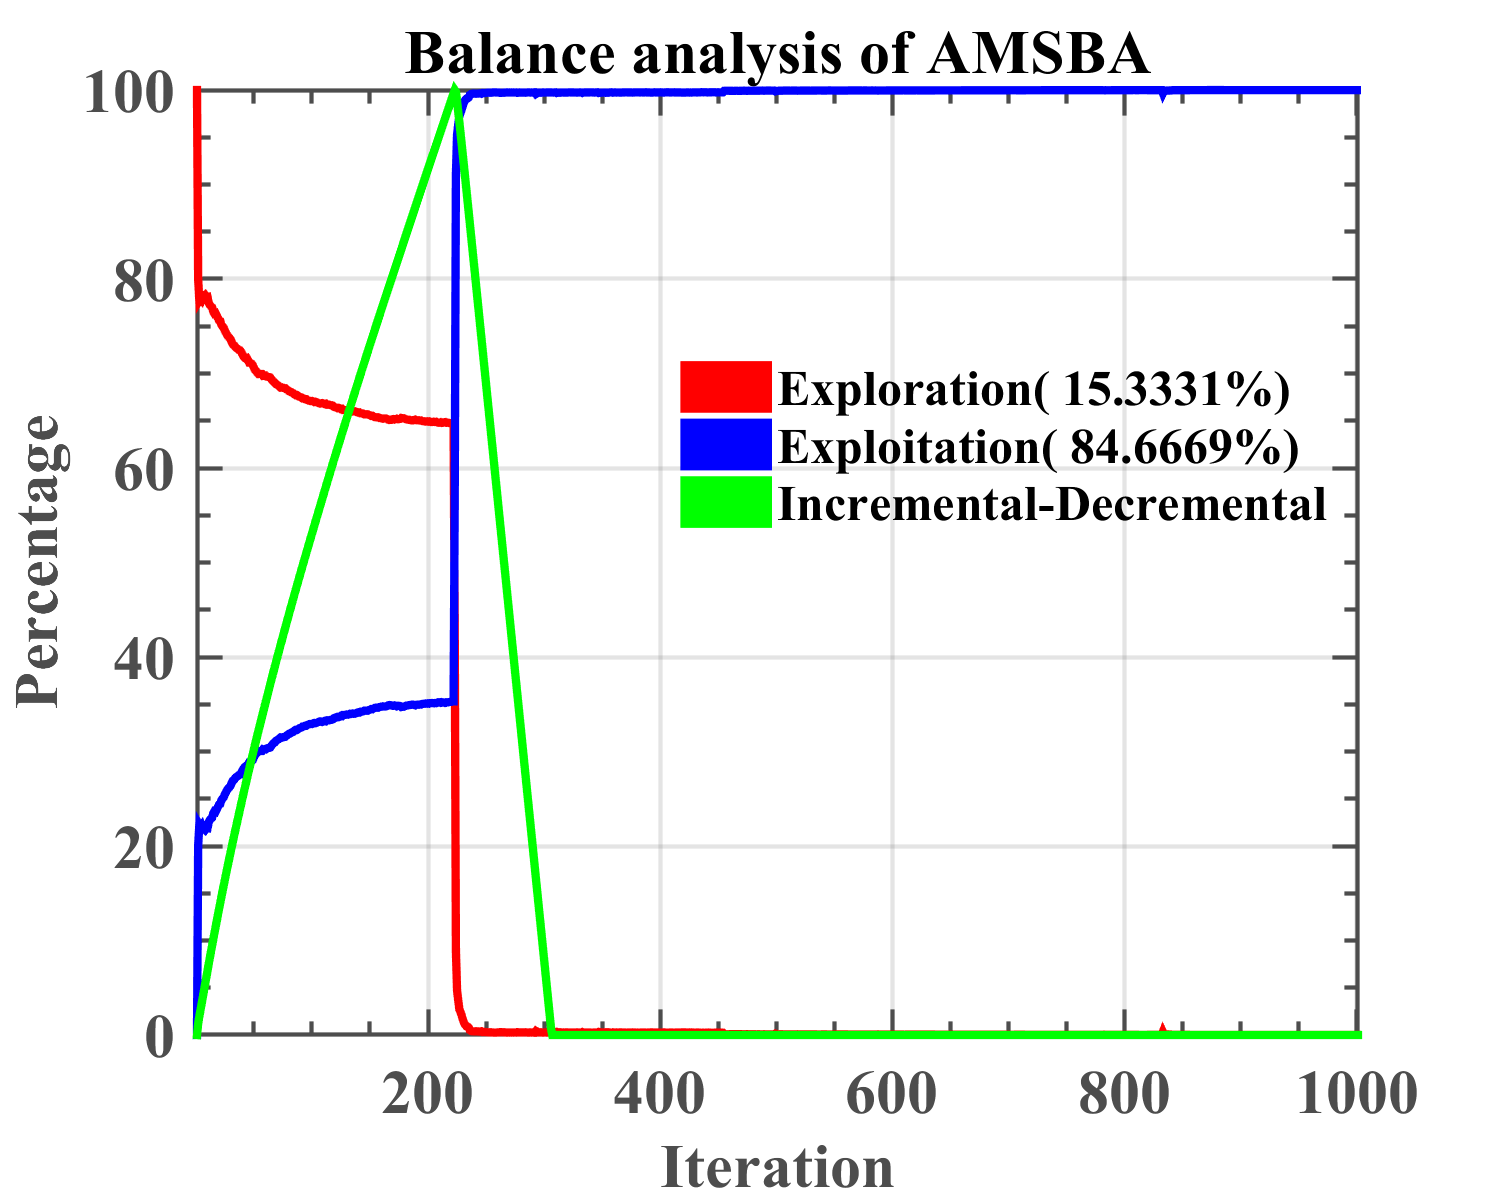 Balance analysis of AMSBA
100
80
60
40
20
0
Percentage
Exploration( 15.3331%)
Exploitation( 84.6669%)
Incremental-Decremental
200 400 600 800 1000
Iteration